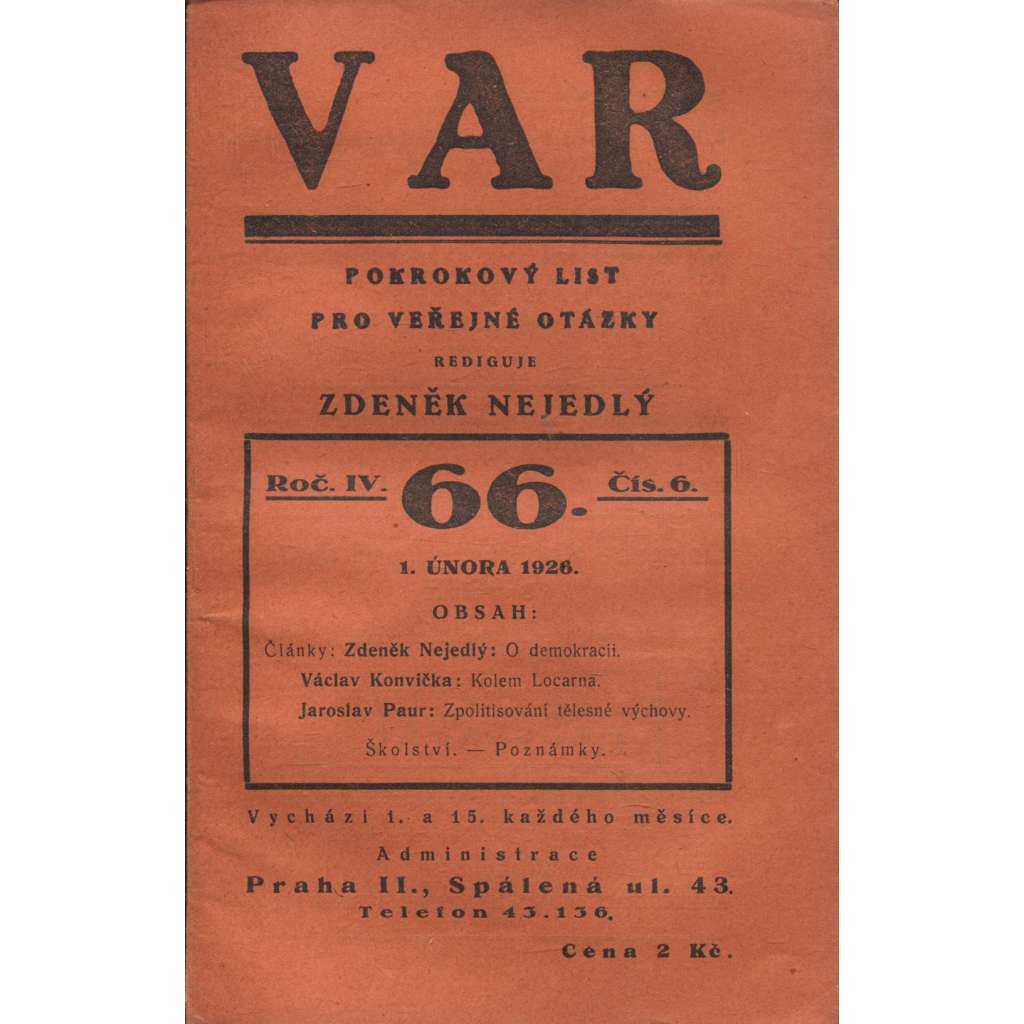 VAR
POKROKOVÝ LIST
PRO VEŘEJNÉ OTÁZKY
REDIGUJE
ZDENĚK NEJEDLÝ
Roč. IV. 66. Čís. 6.
1. ÚNORA 1926.
OBSAH:
Články: Zdeněk Nejedlý: O demokracii.
Václav Konvička: Kolem Locarna.
Jaroslav Paur: Zpolitisování tělesné výchovy.
Školství. — Poznámky.
Vychází 1. a 15. každého měsíce.
Administrace
Praha II., Spálená ul. 43.
Telefon 43.136.
Cena 2 Kč.